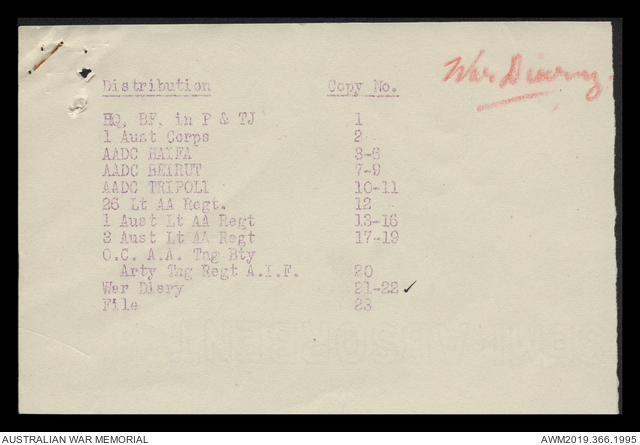 Distribution Copy No.
War Diary
HQ, BF, in P & TJ 1
1 Aust Corps 2
AADC HAIFA 3-6
AADC BEIRUT 7-9
AADC TRIPOLI 10-11
26 Lt AA Regt. 12
1 Aust Lt AA Regt 13-16
3 Aust Lt AA Regt 17-19
O.C. A.A. Tng Bty
Arty Tng Regt A.I.F. 20
War Diary 21-22 ✓
File 23
AUSTRALIAN WAR MEMORIAL AWM2019.366.1995